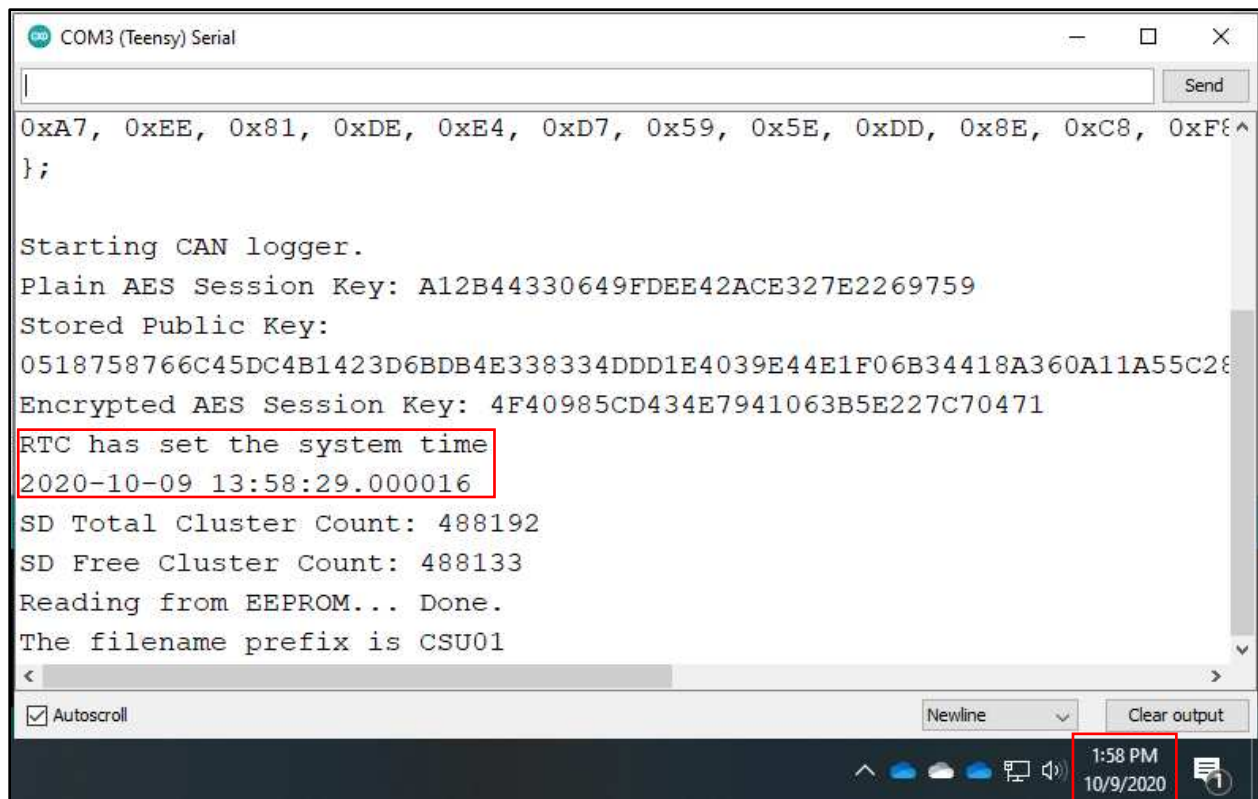 COM3 (Teensy) Serial
Send
0xA7, 0xEE, 0x81, 0xDE, 0xE4, 0xD7, 0x59, 0x5E, 0xDD, 0x8E, 0xC8,
};
Starting CAN logger.
Plain AES Session Key: A12B44330649FDEE42ACE327E2269759
Stored Public Key:
0518758766C45DC4B1423D6BDB4E338334DDD1E4039E44E1F06B34418A360A11A55C28
Encrypted AES Session Key: 4F40985CD434E7941063B5E227C70471
RTC has set the system time
2020-10-09 13:58:29.000016
SD Total Cluster Count: 488192
SD Free Cluster Count: 488133
Reading from EEPROM... Done.
The filename prefix is CSU01
Autoscroll
Newline
Clear output
1:58 PM
10/9/2020
1